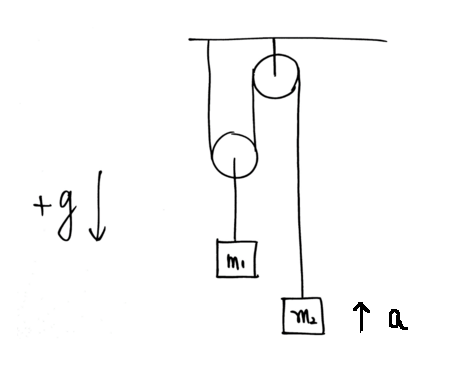 +g ↓
m₁
m₂
↑ a